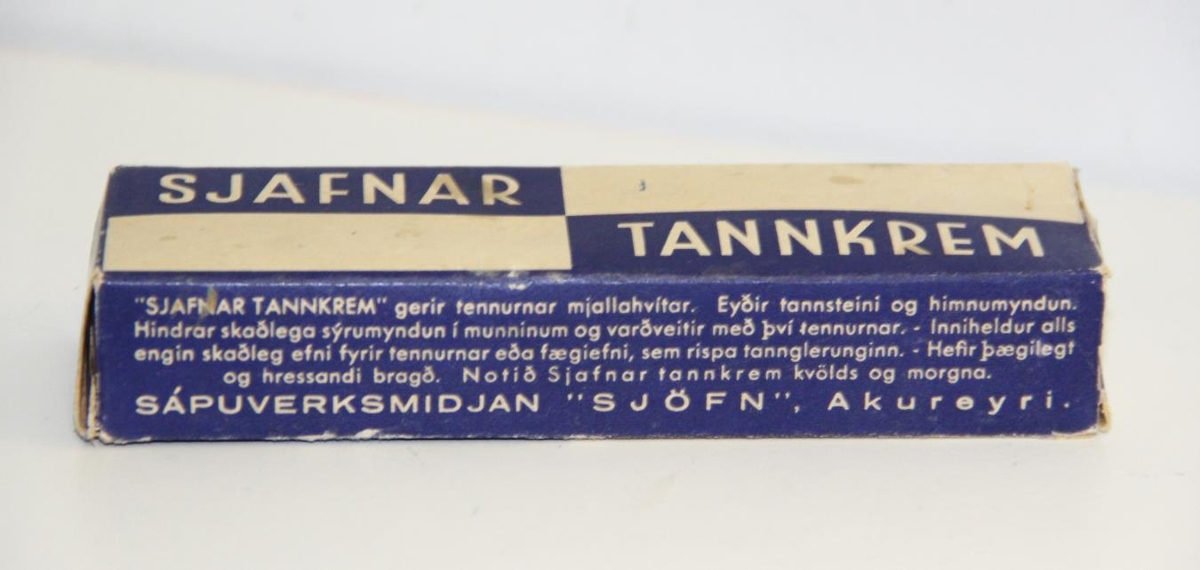 SJAFNAR
TANNKREM
"SJAFNAR TANNKREM" gerir tennurnar mjallahvítar. Eyðir tannsteini og himnumyndun.
Hindrar skaðlega sýrumyndun í munninum og varðveitir með því tennurnar. - Inniheldur alls
engin skaðleg efni fyrir tennurnar eða fægiefni, sem rispa tannglerunginn. - Hefir þægilegt
og hressandi bragð. Notið Sjafnar tannkrem kvölds og morgna.
SÁPUVERKSMIDJAN "SJÖFN", Akureyri.